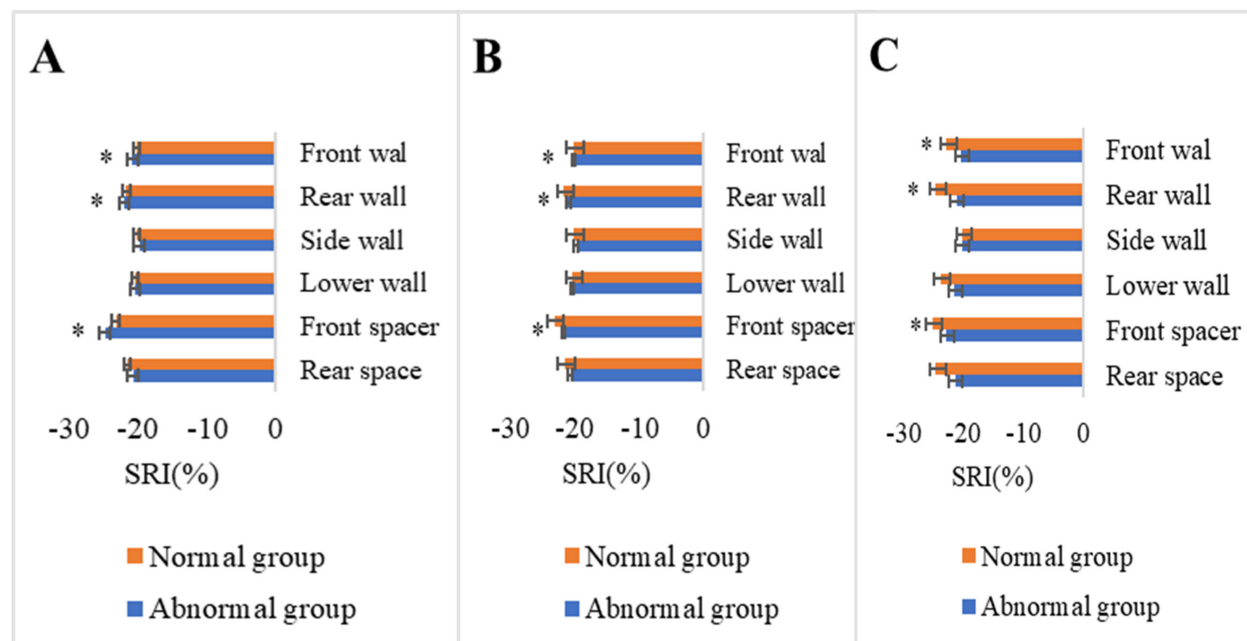 A
* Front wal
* Rear wall
Side wall
Lower wall
* Front spacer
Rear space
-30 -20 -10 0
SRI(%)
Normal group
Abnormal group
B
* Front wal
* Rear wall
Side wall
Lower wall
* Front spacer
Rear space
-30 -20 -10 0
SRI(%)
Normal group
Abnormal group
C
* Front wal
* Rear wall
Side wall
Lower wall
* Front spacer
Rear space
-30 -20 -10 0
SRI(%)
Normal group
Abnormal group